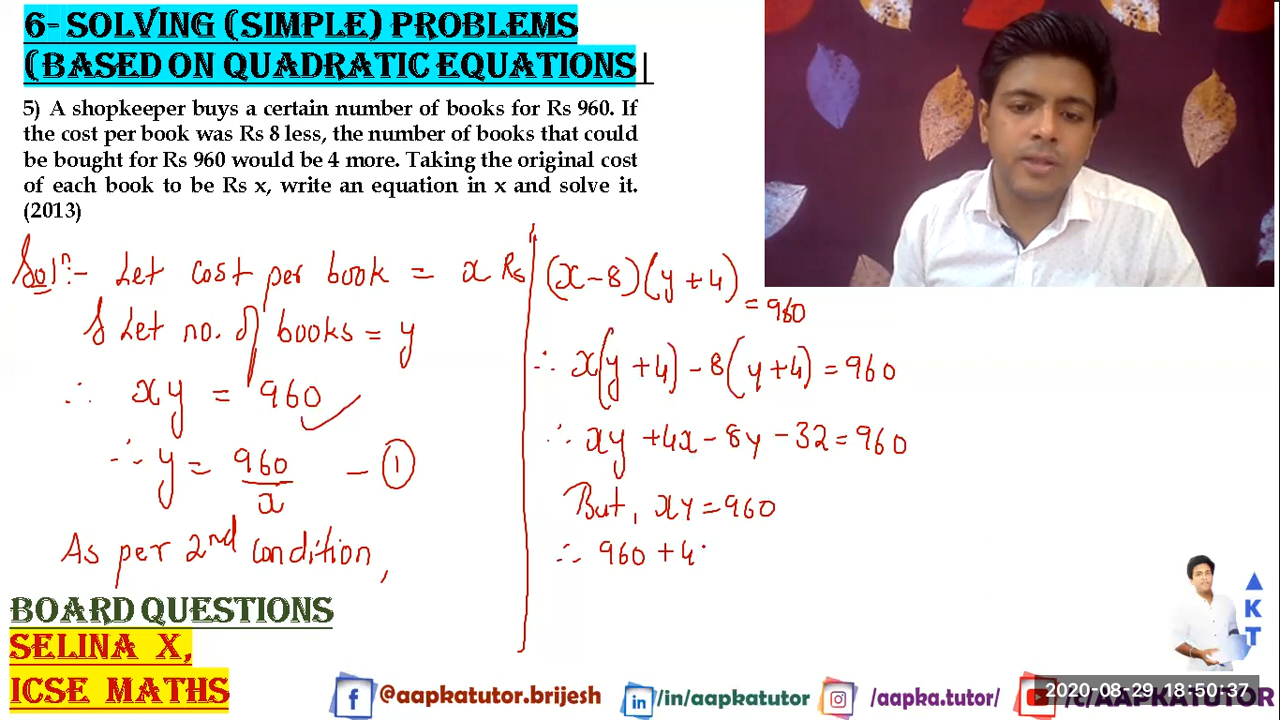 6- SOLVING (SIMPLE) PROBLEMS
(BASED ON QUADRATIC EQUATIONS
5) A shopkeeper buys a certain number of books for Rs 960. If
the cost per book was Rs 8 less, the number of books that could
be bought for Rs 960 would be 4 more. Taking the original cost
of each book to be Rs x, write an equation in x and solve it.
(2013)
Solⁿ:- Let cost per book = x Rs
& Let no. of books = y
∴ xy = 960
∴ y = 960/x - ①
As per 2nd condition,
(x-8)(y+4)
= 960
∴ x(y+4) - 8(y+4) = 960
∴ xy + 4x - 8y - 32 = 960
But, xy = 960
∴ 960 + 4
BOARD QUESTIONS
SELINA X,
ICSE MATHS
@aapkatutor.brijesh
/in/aapkatutor
/aapka.tutor/
/C/AAPKATUTOR
2020-08-29 18:50:37
AKT